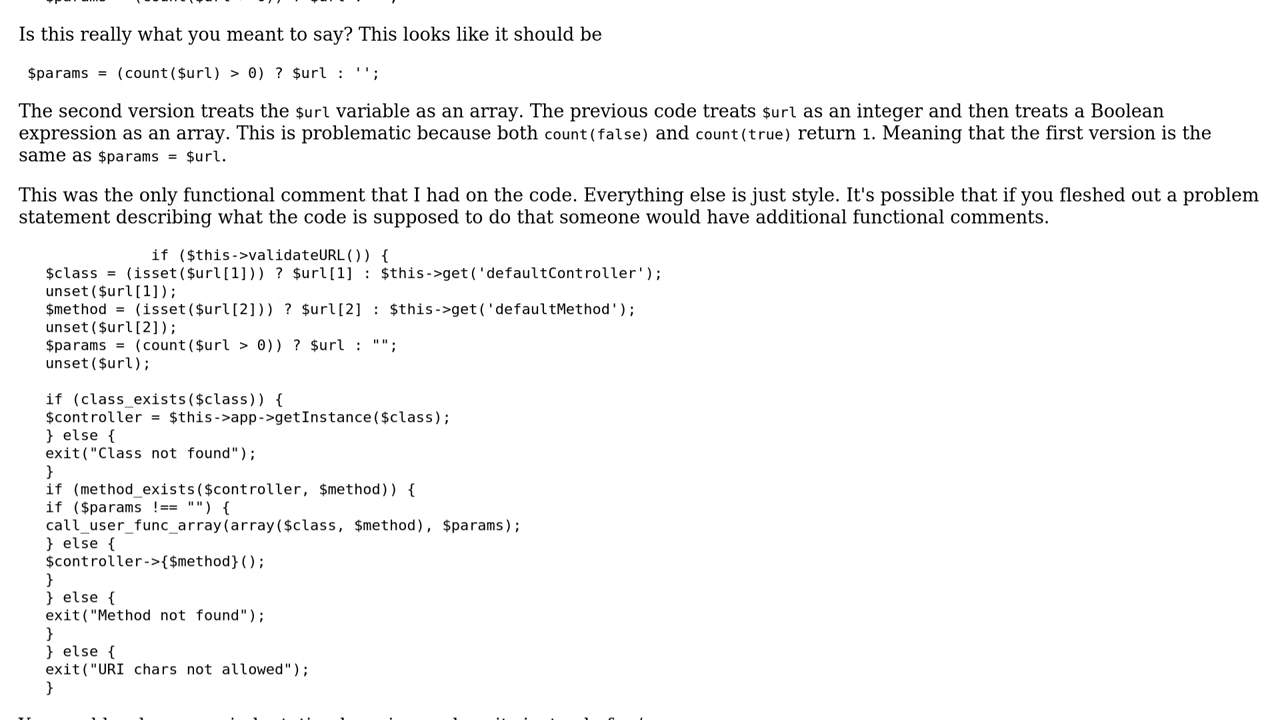 Is this really what you meant to say? This looks like it should be
$params = (count($url) > 0) ? $url : '';
The second version treats the $url variable as an array. The previous code treats $url as an integer and then treats a Boolean
expression as an array. This is problematic because both count(false) and count(true) return 1. Meaning that the first version is the
same as $params = $url.
This was the only functional comment that I had on the code. Everything else is just style. It's possible that if you fleshed out a problem
statement describing what the code is supposed to do that someone would have additional functional comments.
if ($this->validateURL()) {
$class = (isset($url[1])) ? $url[1] : $this->get('defaultController');
unset($url[1]);
$method = (isset($url[2])) ? $url[2] : $this->get('defaultMethod');
unset($url[2]);
$params = (count($url > 0)) ? $url : "";
unset($url);
if (class_exists($class)) {
$controller = $this->app->getInstance($class);
} else {
exit("Class not found");
}
if (method_exists($controller, $method)) {
if ($params !== "") {
call_user_func_array(array($class, $method), $params);
} else {
$controller->{$method}();
}
} else {
exit("Method not found");
}
} else {
exit("URI chars not allowed");
}